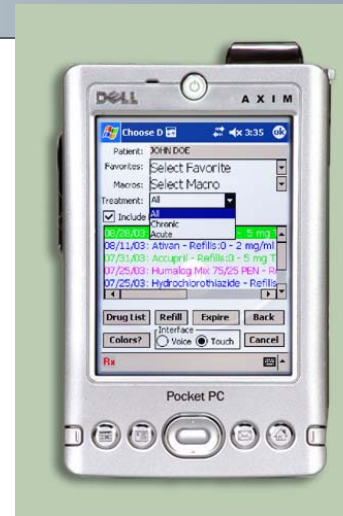 DELL AXIM
Choose D 3:35 ok
Patient: JOHN DOE
Favorites: Select Favorite
Macros: Select Macro
Treatment: All
All
Include Chronic
08/28/03: Acute - 5 mg T
08/11/03: Ativan - Refills:0 - 2 mg/ml
07/31/03: Accupril - Refills:0 - 5 mg T
07/25/03: Humalog Mix 75/25 PEN - R
07/25/03: Hydrochlorothiazide - Refills
Drug List Refill Expire Back
Interface
Colors? Voice Touch Cancel
Rx
Pocket PC